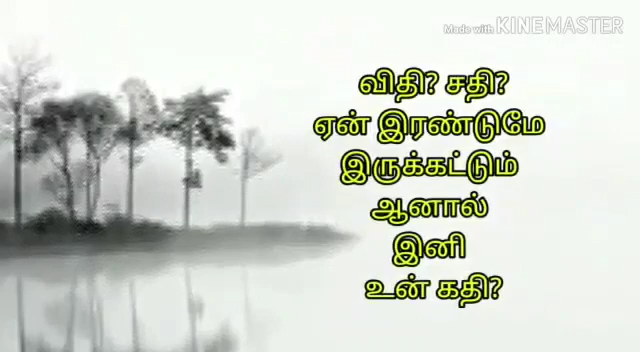 Made with KINEMASTER
விதி? சதி?
ஏன் இரண்டுமே
இருக்கட்டும்
ஆனால்
இனி
உன் கதி?